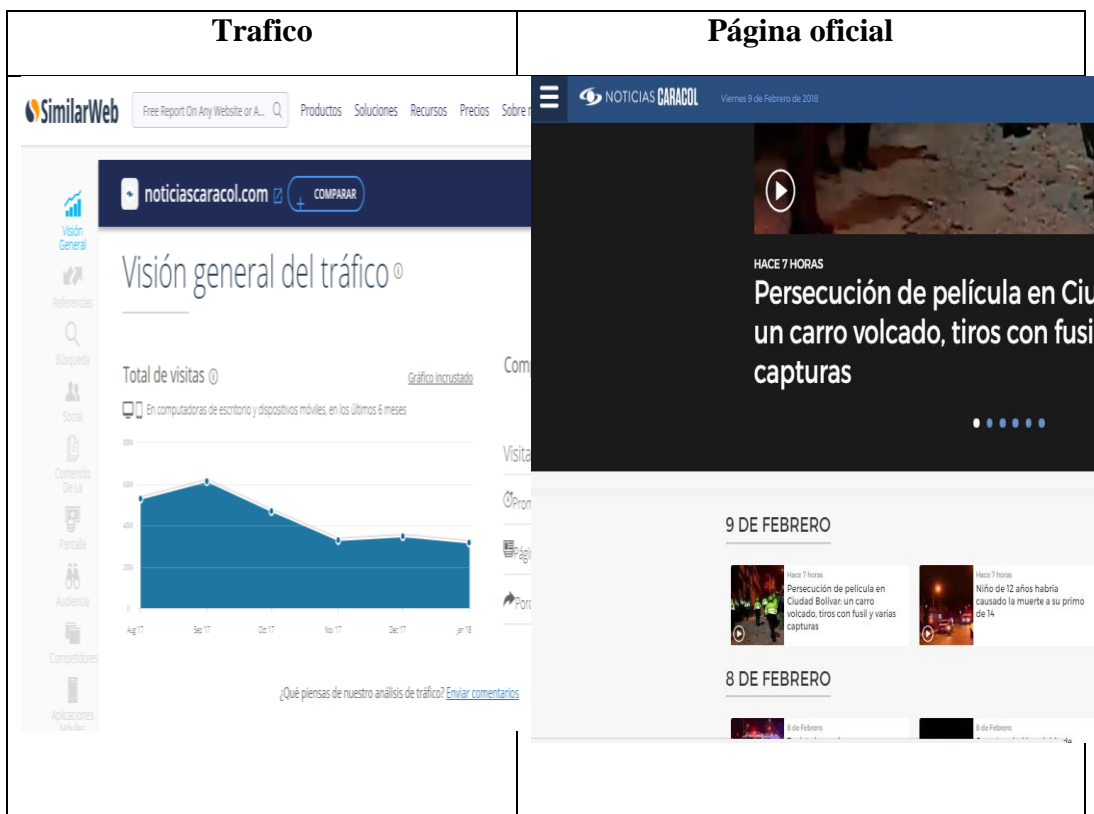 Trafico
Página oficial
SimilarWeb
Free Report On Any Website or A...
Productos Soluciones Recursos Precios Sobre
noticiascaracol.com
COMPARAR
Visión
General
Referencias
Búsqueda
Social
Contenido
De La
Pantalla
Audiencia
Competidores
Aplicaciones
Móviles
Visión general del tráfico
Total de visitas
Gráfico incrustado
En computadoras de escritorio y dispositivos móviles, en los últimos 6 meses
0
Aug '17 Sep '17 Oct '17 Nov '17 Dec '17 Jan '18
¿Qué piensas de nuestro análisis de tráfico? Enviar comentarios
Com
Visita
Prom
Pági
Porc
NOTICIAS CARACOL
Viernes 9 de Febrero de 2018
HACE 7 HORAS
Persecución de película en Ciu
un carro volcado, tiros con fusi
capturas
9 DE FEBRERO
Hace 7 horas
Persecución de película en
Ciudad Bolívar: un carro
volcado, tiros con fusil y varias
capturas
Hace 7 horas
Niño de 12 años habría
causado la muerte a su primo
de 14
8 DE FEBRERO
8 de Febrero
8 de Febrero